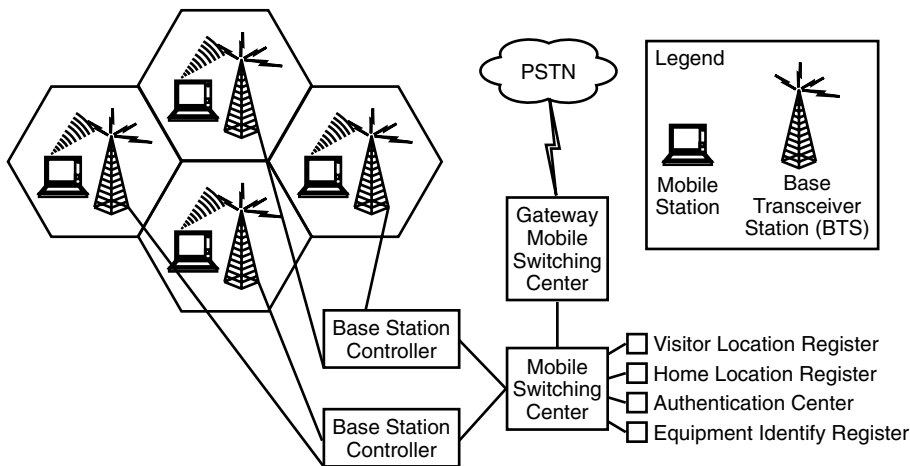 PSTN
Legend
Mobile
Station
Base
Transceiver
Station (BTS)
Gateway
Mobile
Switching
Center
Base Station
Controller
Mobile
Switching
Center
Base Station
Controller
Visitor Location Register
Home Location Register
Authentication Center
Equipment Identify Register